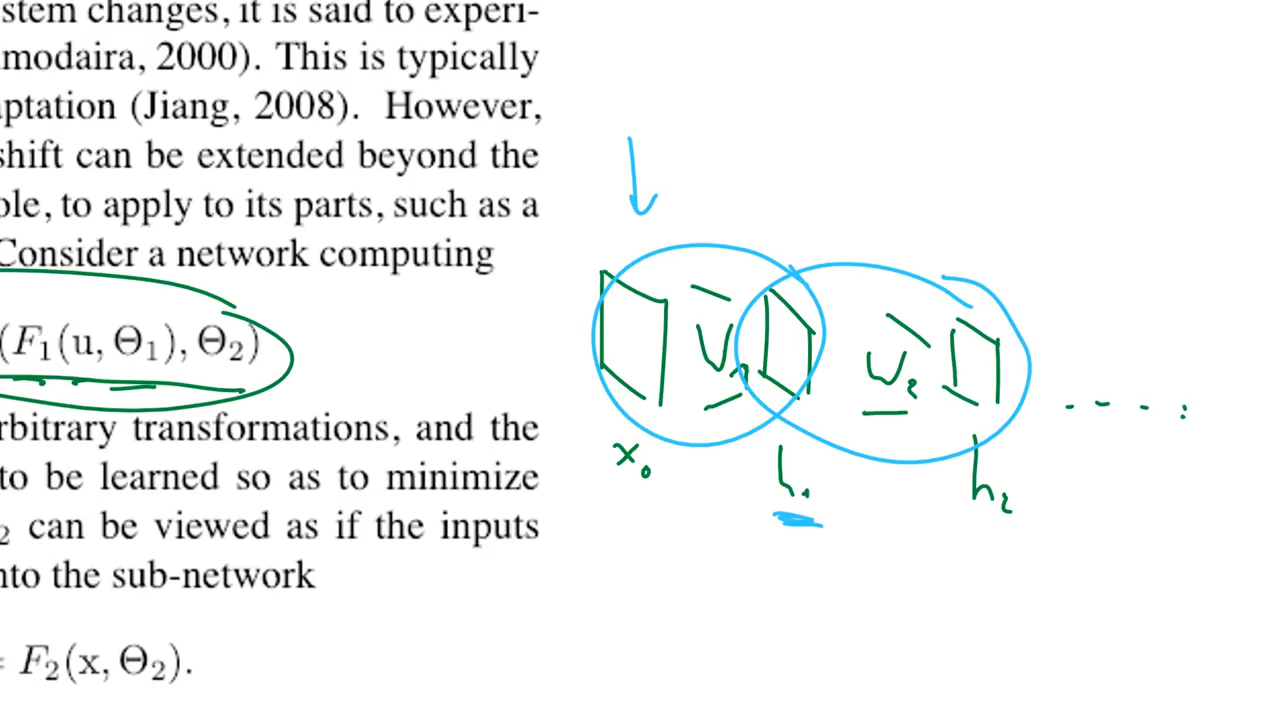 stem changes, it is said to experi-
modaira, 2000). This is typically
aptation (Jiang, 2008). However,
shift can be extended beyond the
ole, to apply to its parts, such as a
Consider a network computing
(F₁(u, Θ₁), Θ₂)
rbitrary transformations, and the
to be learned so as to minimize
₂ can be viewed as if the inputs
nto the sub-network
= F₂(x, Θ₂).
W₂
x₀ h₁ h₂